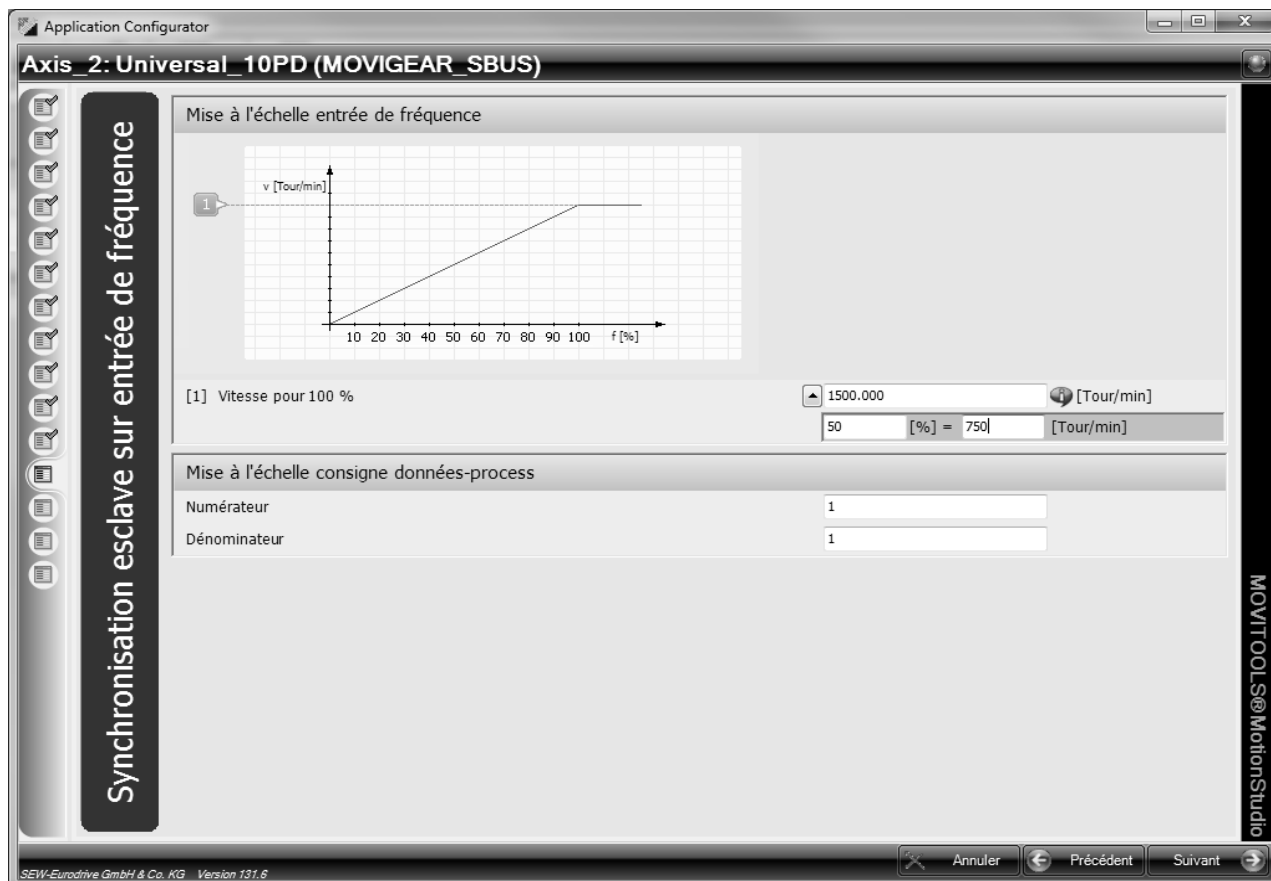 Application Configurator
Axis_2: Universal_10PD (MOVIGEAR_SBUS)
Synchronisation esclave sur entrée de fréquence
Mise à l'échelle entrée de fréquence
v [Tour/min]
1
10 20 30 40 50 60 70 80 90 100 f [%]
[1] Vitesse pour 100 % 1500.000 [Tour/min]
50 [%] = 750 [Tour/min]
Mise à l'échelle consigne données-process
Numérateur 1
Dénominateur 1
MOVITOOLS®MotionStudio
Annuler Précédent Suivant
SEW-Eurodrive GmbH & Co. KG Version 131.6